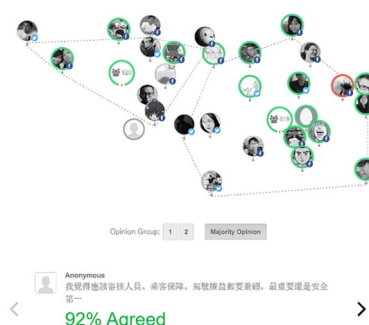 520
619
Opinion Group: 1 2 Majority Opinion
Anonymous
我覺得應該審核人員。乘客保障。駕駛權益都要兼顧。最重要還是安全
第一
92% Agreed